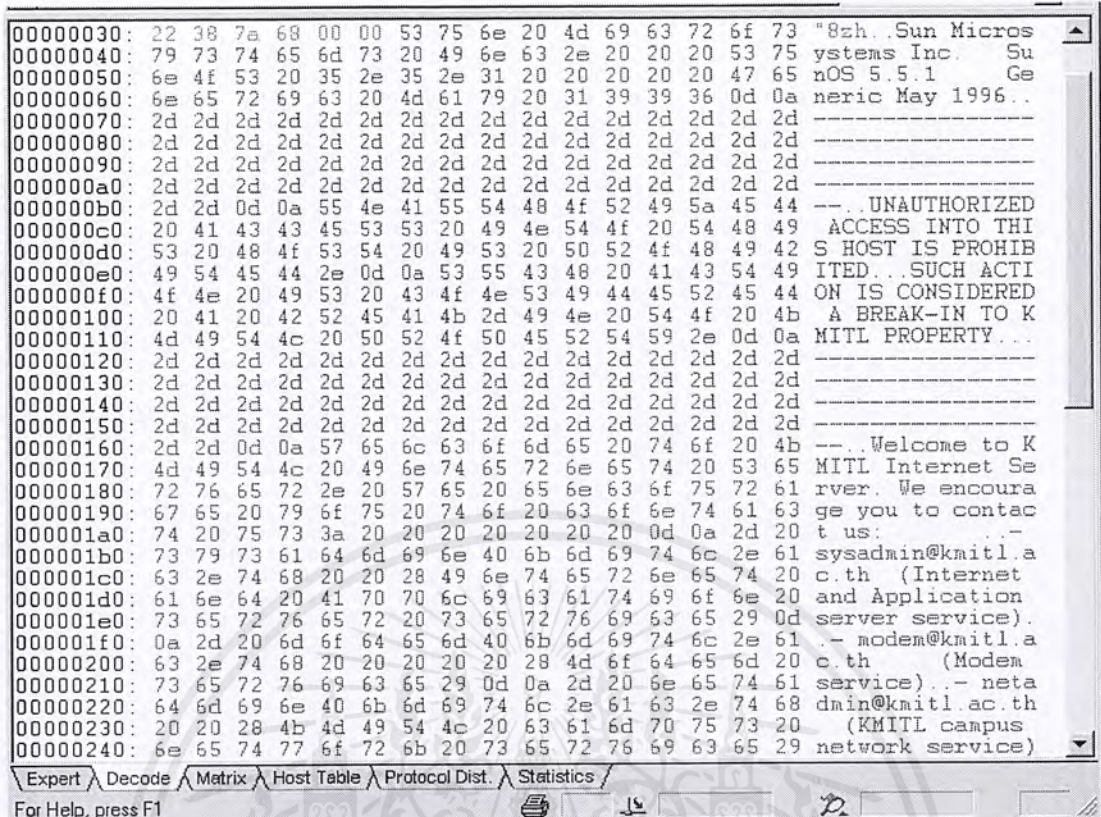 00000030: 22 38 7a 68 00 00 53 75 6e 20 4d 69 63 72 6f 73 "8zh..Sun Micros
00000040: 79 73 74 65 6d 73 20 49 6e 63 2e 20 20 20 53 75 ystems Inc.   Su
00000050: 6e 4f 53 20 35 2e 35 2e 31 20 20 20 20 20 47 65 nOS 5.5.1     Ge
00000060: 6e 65 72 69 63 20 4d 61 79 20 31 39 39 36 0d 0a neric May 1996..
00000070: 2d 2d 2d 2d 2d 2d 2d 2d 2d 2d 2d 2d 2d 2d 2d 2d ----------------
00000080: 2d 2d 2d 2d 2d 2d 2d 2d 2d 2d 2d 2d 2d 2d 2d 2d ----------------
00000090: 2d 2d 2d 2d 2d 2d 2d 2d 2d 2d 2d 2d 2d 2d 2d 2d ----------------
000000a0: 2d 2d 2d 2d 2d 2d 2d 2d 2d 2d 2d 2d 2d 2d 2d 2d ----------------
000000b0: 2d 2d 0d 0a 55 4e 41 55 54 48 4f 52 49 5a 45 44 --..UNAUTHORIZED
000000c0: 20 41 43 43 45 53 53 20 49 4e 54 4f 20 54 48 49  ACCESS INTO THI
000000d0: 53 20 48 4f 53 54 20 49 53 20 50 52 4f 48 49 42 S HOST IS PROHIB
000000e0: 49 54 45 44 2e 0d 0a 53 55 43 48 20 41 43 54 49 ITED...SUCH ACTI
000000f0: 4f 4e 20 49 53 20 43 4f 4e 53 49 44 45 52 45 44 ON IS CONSIDERED
00000100: 20 41 20 42 52 45 41 4b 2d 49 4e 20 54 4f 20 4b  A BREAK-IN TO K
00000110: 4d 49 54 4c 20 50 52 4f 50 45 52 54 59 2e 0d 0a MITL PROPERTY...
00000120: 2d 2d 2d 2d 2d 2d 2d 2d 2d 2d 2d 2d 2d 2d 2d 2d ----------------
00000130: 2d 2d 2d 2d 2d 2d 2d 2d 2d 2d 2d 2d 2d 2d 2d 2d ----------------
00000140: 2d 2d 2d 2d 2d 2d 2d 2d 2d 2d 2d 2d 2d 2d 2d 2d ----------------
00000150: 2d 2d 2d 2d 2d 2d 2d 2d 2d 2d 2d 2d 2d 2d 2d 2d ----------------
00000160: 2d 2d 0d 0a 57 65 6c 63 6f 6d 65 20 74 6f 20 4b --..Welcome to K
00000170: 4d 49 54 4c 20 49 6e 74 65 72 6e 65 74 20 53 65 MITL Internet Se
00000180: 72 76 65 72 2e 20 57 65 20 65 6e 63 6f 75 72 61 rver. We encoura
00000190: 67 65 20 79 6f 75 20 74 6f 20 63 6f 6e 74 61 63 ge you to contac
000001a0: 74 20 75 73 3a 20 20 20 20 20 20 20 0d 0a 2d 20 t us:       ..- 
000001b0: 73 79 73 61 64 6d 69 6e 40 6b 6d 69 74 6c 2e 61 sysadmin@kmitl.a
000001c0: 63 2e 74 68 20 20 28 49 6e 74 65 72 6e 65 74 20 c.th  (Internet
000001d0: 61 6e 64 20 41 70 70 6c 69 63 61 74 69 6f 6e 20 and Application
000001e0: 73 65 72 76 65 72 20 73 65 72 76 69 63 65 29 0d server service).
000001f0: 0a 2d 20 6d 6f 64 65 6d 40 6b 6d 69 74 6c 2e 61 .- modem@kmitl.a
00000200: 63 2e 74 68 20 20 20 20 20 28 4d 6f 64 65 6d 20 c.th     (Modem
00000210: 73 65 72 76 69 63 65 29 0d 0a 2d 20 6e 65 74 61 service)..- neta
00000220: 64 6d 69 6e 40 6b 6d 69 74 6c 2e 61 63 2e 74 68 dmin@kmitl.ac.th
00000230: 20 20 28 4b 4d 49 54 4c 20 63 61 6d 70 75 73 20   (KMITL campus
00000240: 6e 65 74 77 6f 72 6b 20 73 65 72 76 69 63 65 29 network service)
Expert Decode Matrix Host Table Protocol Dist. Statistics
For Help, press F1